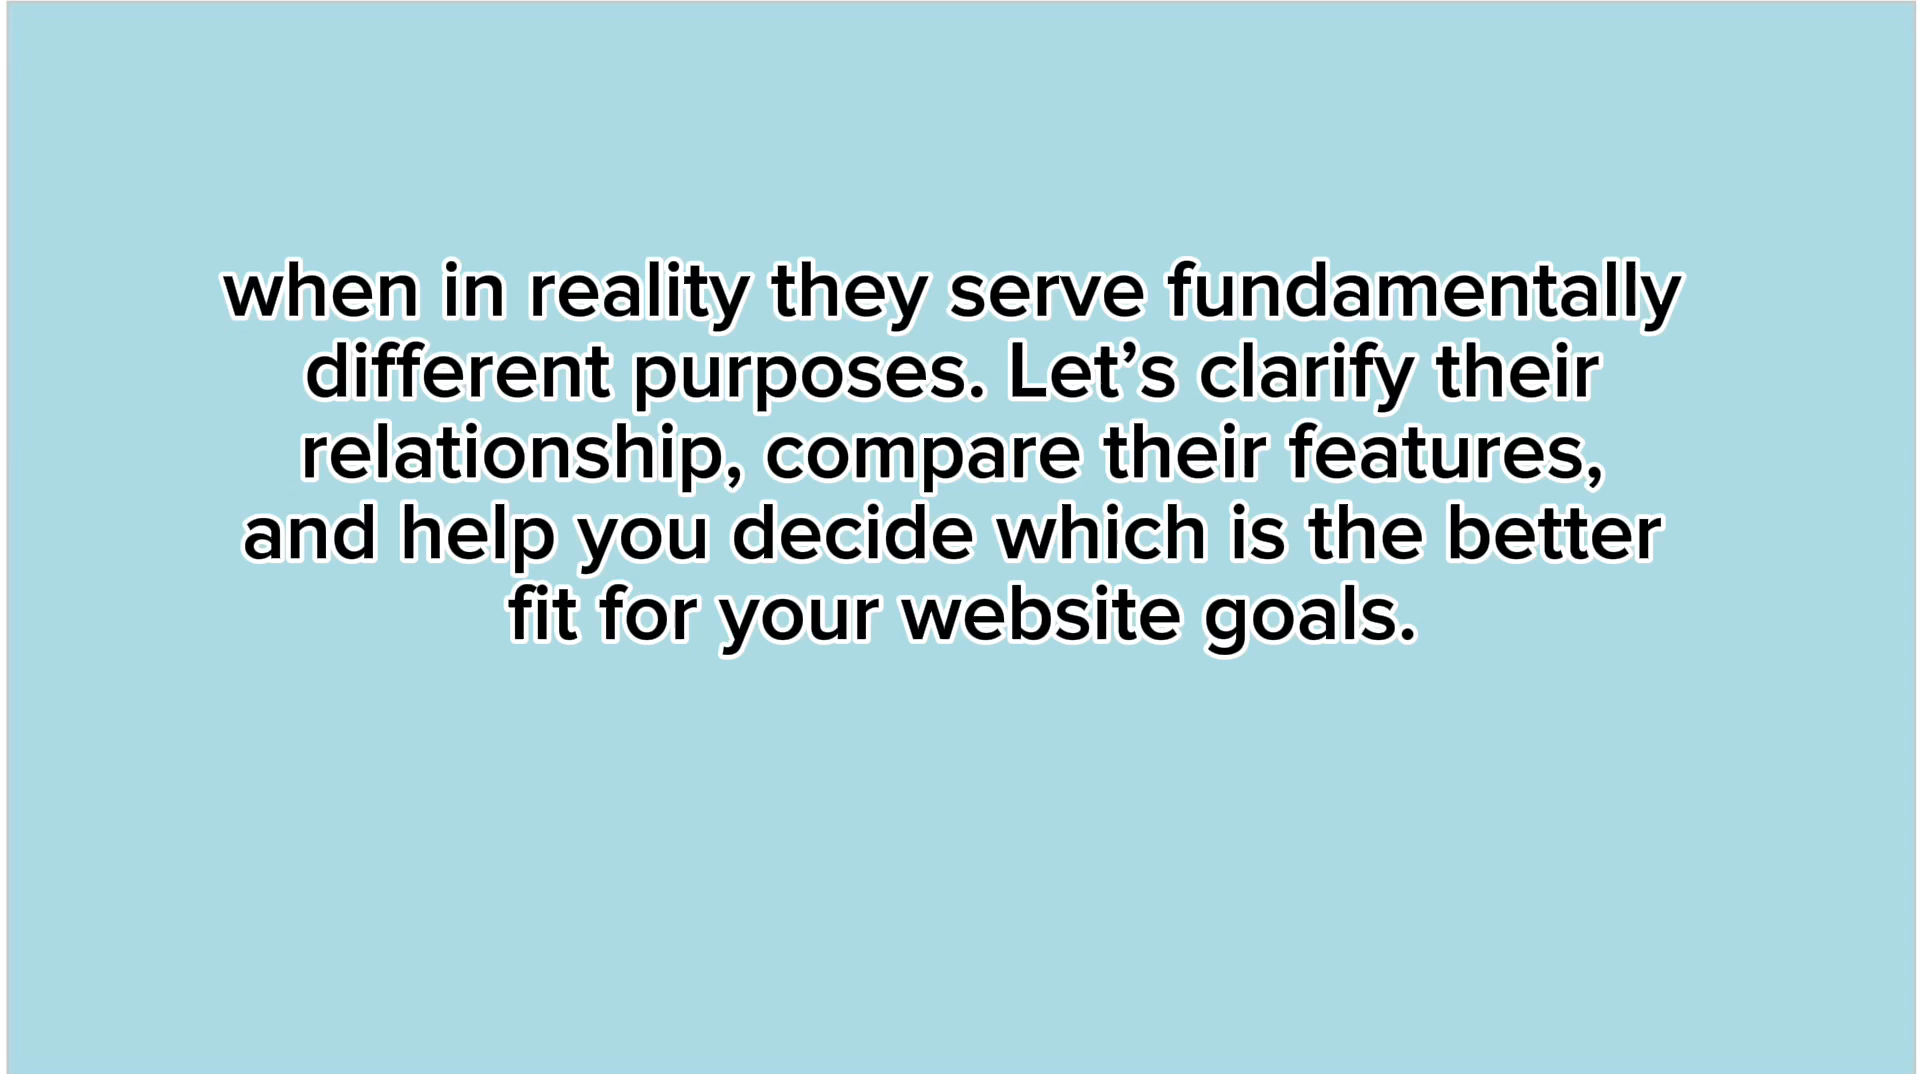 when in reality they serve fundamentally
different purposes. Let’s clarify their
relationship, compare their features,
and help you decide which is the better
fit for your website goals.